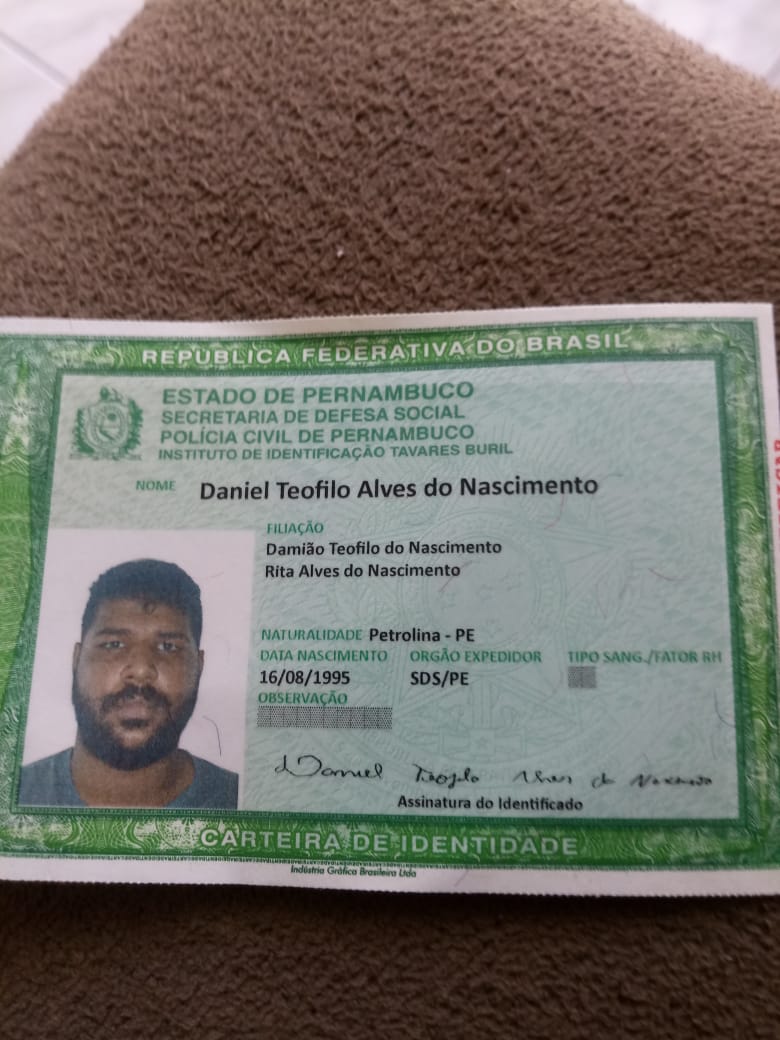 REPÚBLICA FEDERATIVA DO BRASIL
ESTADO DE PERNAMBUCO
SECRETARIA DE DEFESA SOCIAL
POLÍCIA CIVIL DE PERNAMBUCO
INSTITUTO DE IDENTIFICAÇÃO TAVARES BURIL
NOME Daniel Teofilo Alves do Nascimento
FILIAÇÃO
Damião Teofilo do Nascimento
Rita Alves do Nascimento
NATURALIDADE Petrolina - PE
DATA NASCIMENTO ORGÃO EXPEDIDOR TIPO SANG./FATOR RH
16/08/1995 SDS/PE
OBSERVAÇÃO
Daniel Teofilo Alves do Nascimento
Assinatura do Identificado
CARTEIRA DE IDENTIDADE
Indústria Gráfica Brasileira Ltda